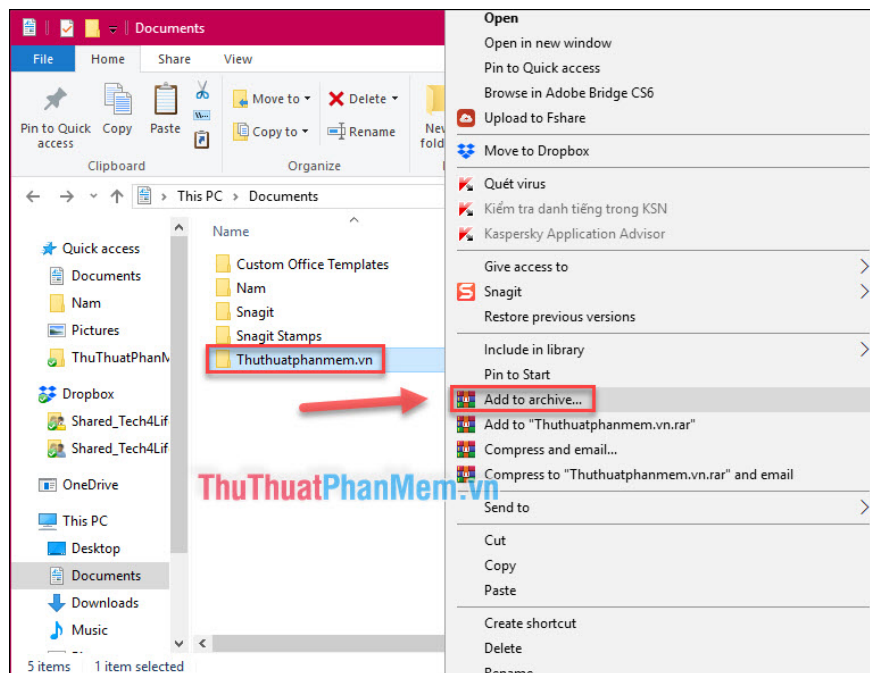 Documents
File Home Share View
Pin to Quick access
Copy
Paste
Move to
Copy to
Delete
Rename
Clipboard
Organize
This PC > Documents
Name
Quick access
Documents
Nam
Pictures
ThuThuatPhanM
Dropbox
Shared_Tech4Lif
Shared_Tech4Lif
OneDrive
This PC
Desktop
Documents
Downloads
Music
Custom Office Templates
Nam
Snagit
Snagit Stamps
Thuthuatphanmem.vn
ThuThuatPhanMem.vn
5 items 1 item selected
Open
Open in new window
Pin to Quick access
Browse in Adobe Bridge CS6
Upload to Fshare
Move to Dropbox
Quét virus
Kiểm tra danh tiếng trong KSN
Kaspersky Application Advisor
Give access to
Snagit
Restore previous versions
Include in library
Pin to Start
Add to archive...
Add to "Thuthuatphanmem.vn.rar"
Compress and email...
Compress to "Thuthuatphanmem.vn.rar" and email
Send to
Cut
Copy
Paste
Create shortcut
Delete
Rename